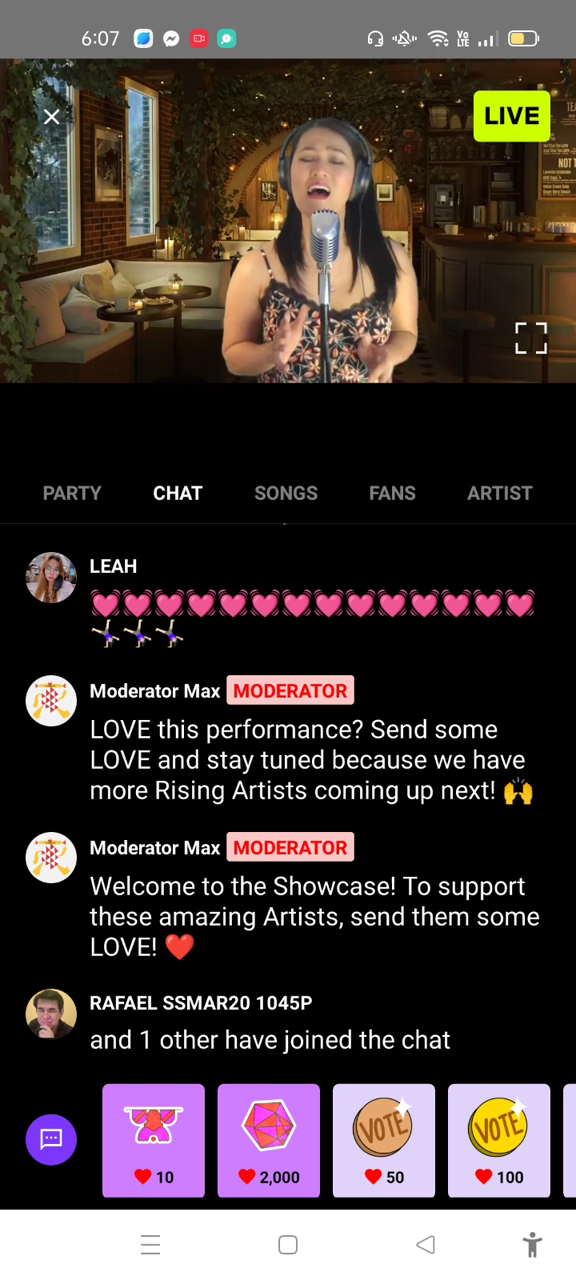 6:07
VO
LTE
LIVE
NOT
PARTY CHAT SONGS FANS ARTIST
LEAH
💓💓💓💓💓💓💓💓💓💓💓💓💓💓
🤸🏻‍♀️🤸🏻‍♀️🤸🏻‍♀️
Moderator Max MODERATOR
LOVE this performance? Send some
LOVE and stay tuned because we have
more Rising Artists coming up next! 🙌
Moderator Max MODERATOR
Welcome to the Showcase! To support
these amazing Artists, send them some
LOVE! ❤️
RAFAEL SSMAR20 1045P
and 1 other have joined the chat
VOTE VOTE
10 2,000 50 100